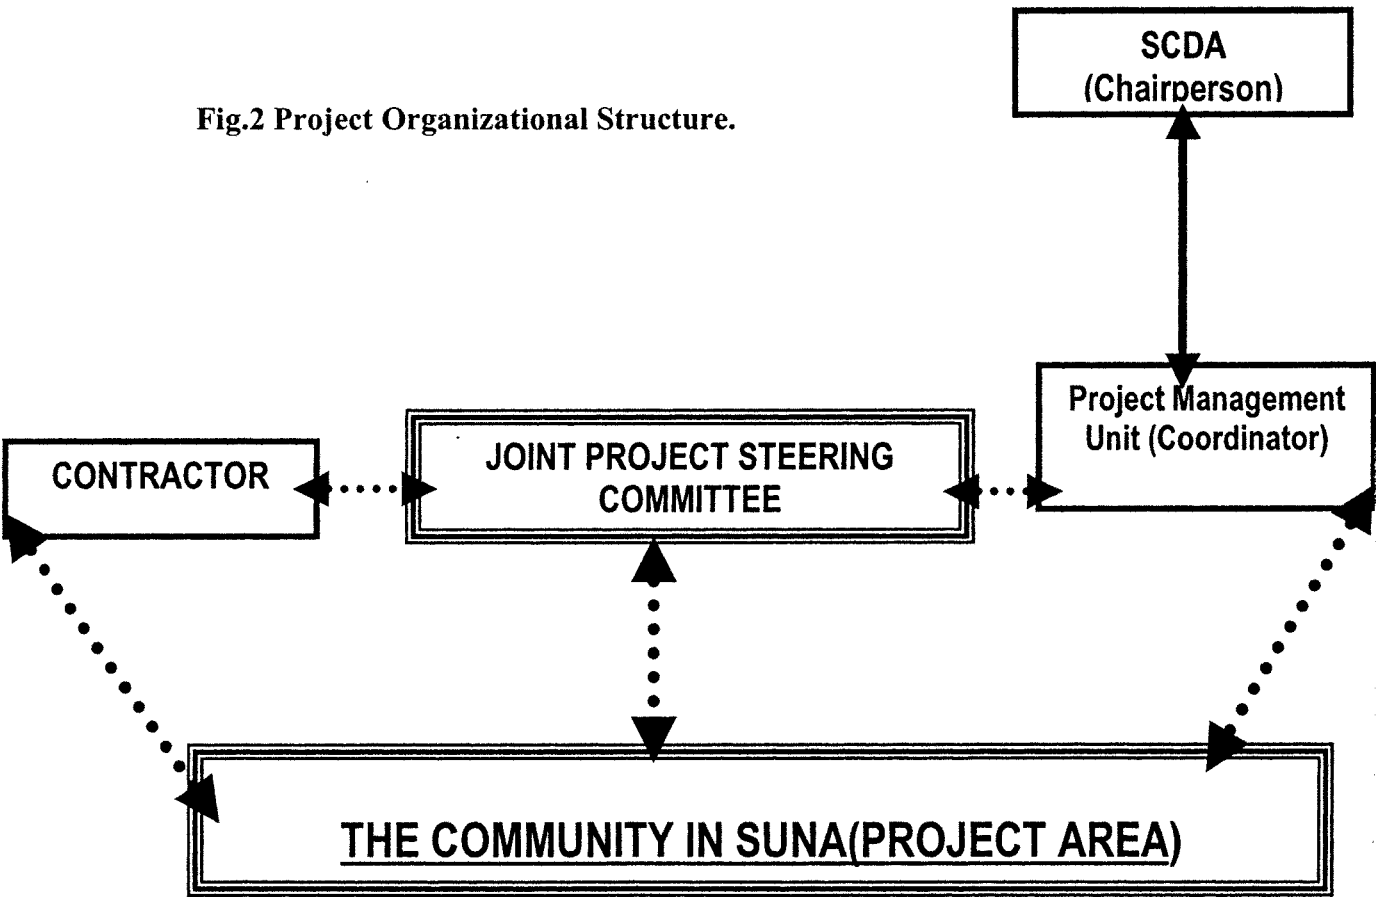 SCDA
(Chairperson)
Fig.2 Project Organizational Structure.
Project Management
Unit (Coordinator)
JOINT PROJECT STEERING
COMMITTEE
CONTRACTOR
THE COMMUNITY IN SUNA(PROJECT AREA)